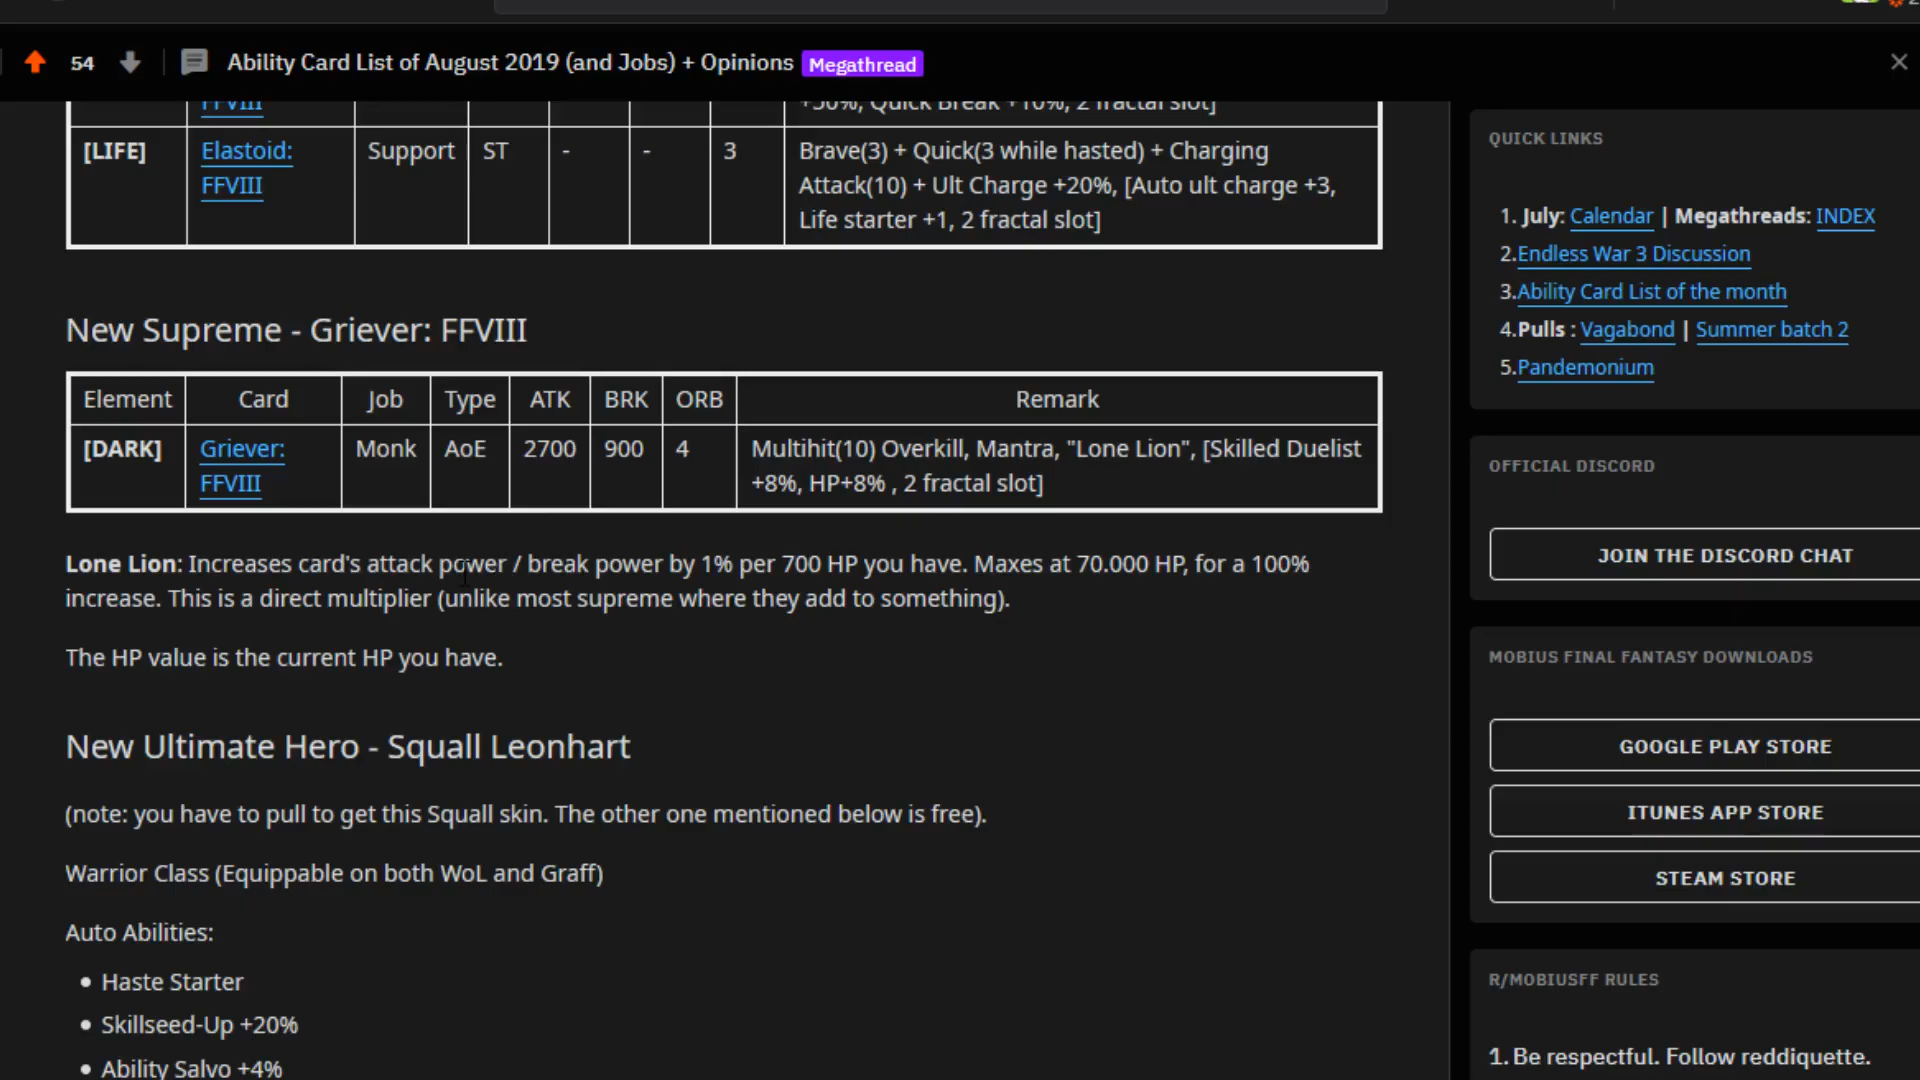 54 Ability Card List of August 2019 (and Jobs) + Opinions Megathread
FFVIII +50%, Quick Break +10%, 2 fractal slot]
[LIFE] Elastoid: Support ST - - 3 Brave(3) + Quick(3 while hasted) + Charging
FFVIII Attack(10) + Ult Charge +20%, [Auto ult charge +3,
Life starter +1, 2 fractal slot]
New Supreme - Griever: FFVIII
Element Card Job Type ATK BRK ORB Remark
[DARK] Griever: Monk AoE 2700 900 4 Multihit(10) Overkill, Mantra, "Lone Lion", [Skilled Duelist
FFVIII +8%, HP+8% , 2 fractal slot]
Lone Lion: Increases card's attack power / break power by 1% per 700 HP you have. Maxes at 70.000 HP, for a 100%
increase. This is a direct multiplier (unlike most supreme where they add to something).
The HP value is the current HP you have.
New Ultimate Hero - Squall Leonhart
(note: you have to pull to get this Squall skin. The other one mentioned below is free).
Warrior Class (Equippable on both WoL and Graff)
Auto Abilities:
• Haste Starter
• Skillseed-Up +20%
• Ability Salvo +4%
QUICK LINKS
1. July: Calendar | Megathreads: INDEX
2.Endless War 3 Discussion
3.Ability Card List of the month
4.Pulls : Vagabond | Summer batch 2
5.Pandemonium
OFFICIAL DISCORD
JOIN THE DISCORD CHAT
MOBIUS FINAL FANTASY DOWNLOADS
GOOGLE PLAY STORE
ITUNES APP STORE
STEAM STORE
R/MOBIUSFF RULES
1. Be respectful. Follow reddiquette.